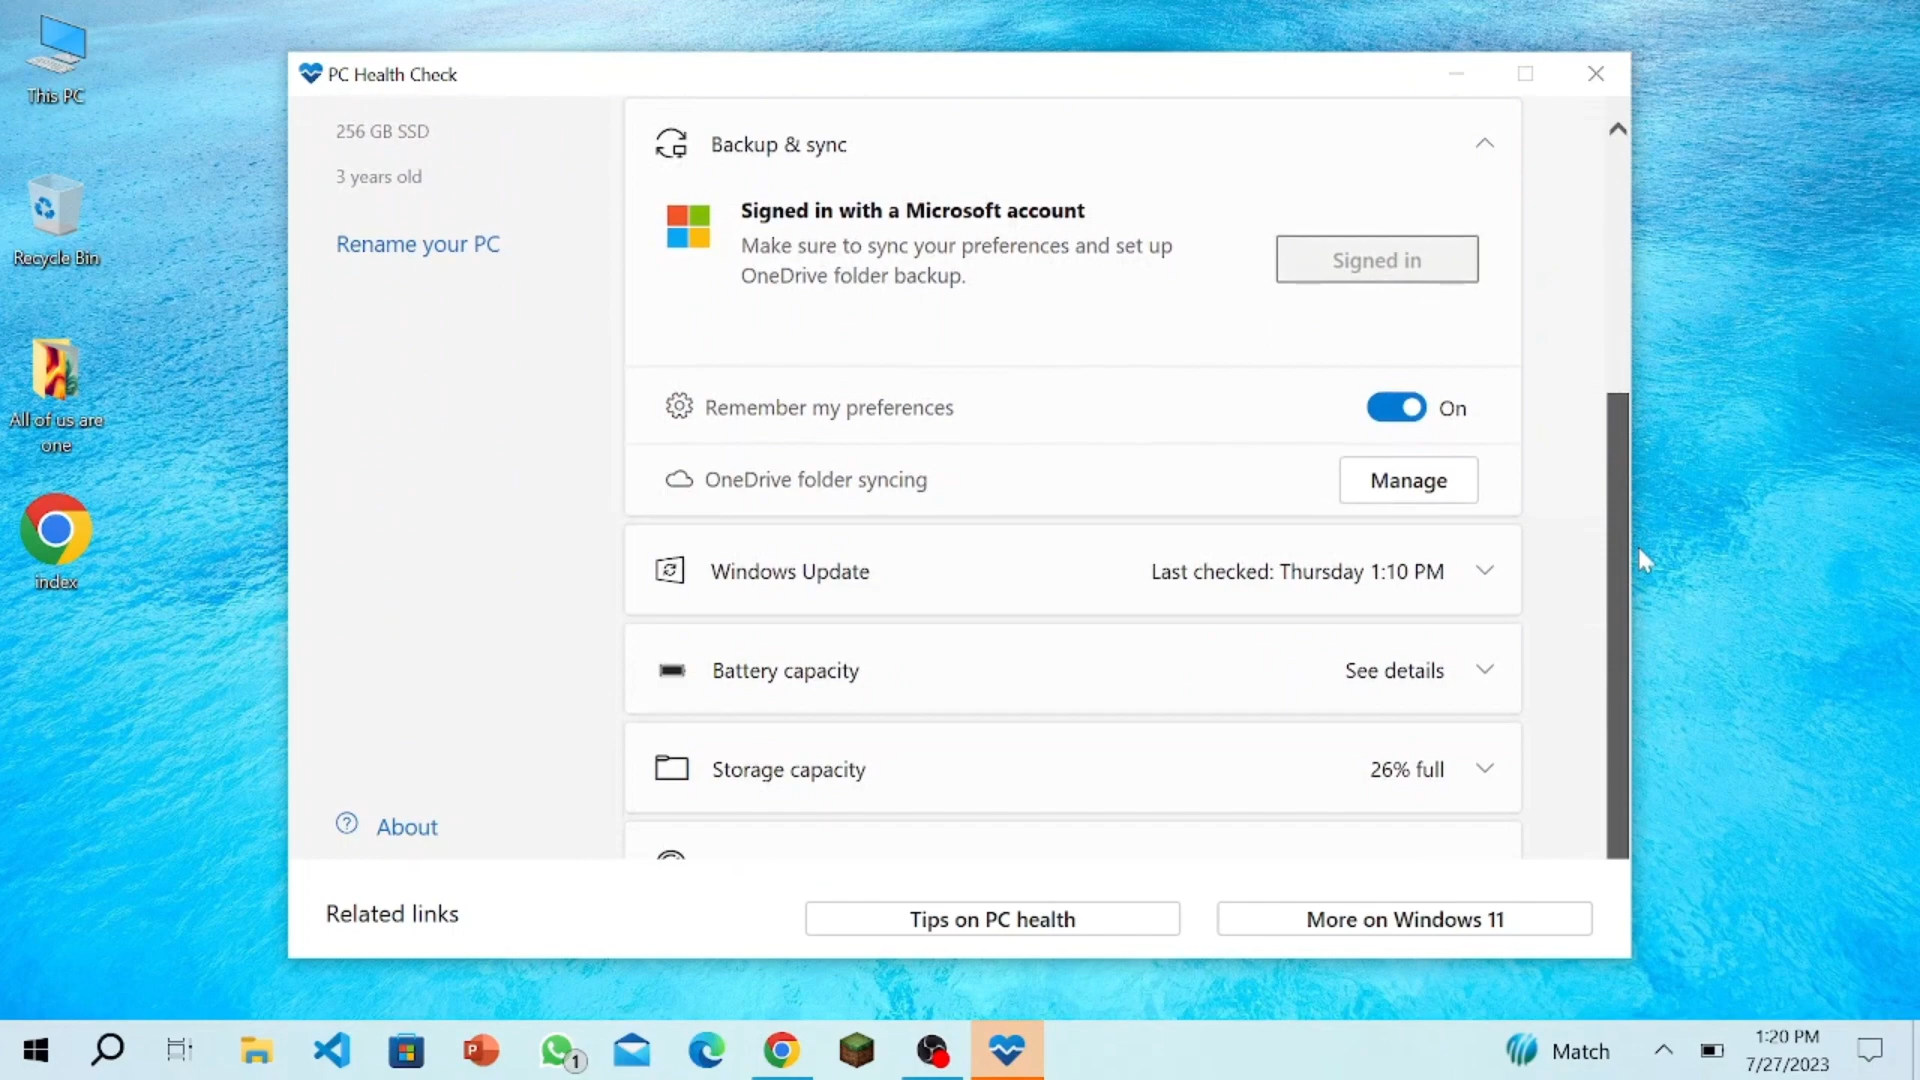 This PC
Recycle Bin
All of us are
one
index
PC Health Check
256 GB SSD
3 years old
Rename your PC
About
Backup & sync
Signed in with a Microsoft account
Make sure to sync your preferences and set up
OneDrive folder backup.
Signed in
Remember my preferences
On
OneDrive folder syncing
Manage
Windows Update
Last checked: Thursday 1:10 PM
Battery capacity
See details
Storage capacity
26% full
Related links
Tips on PC health
More on Windows 11
P
1
Match
1:20 PM
7/27/2023